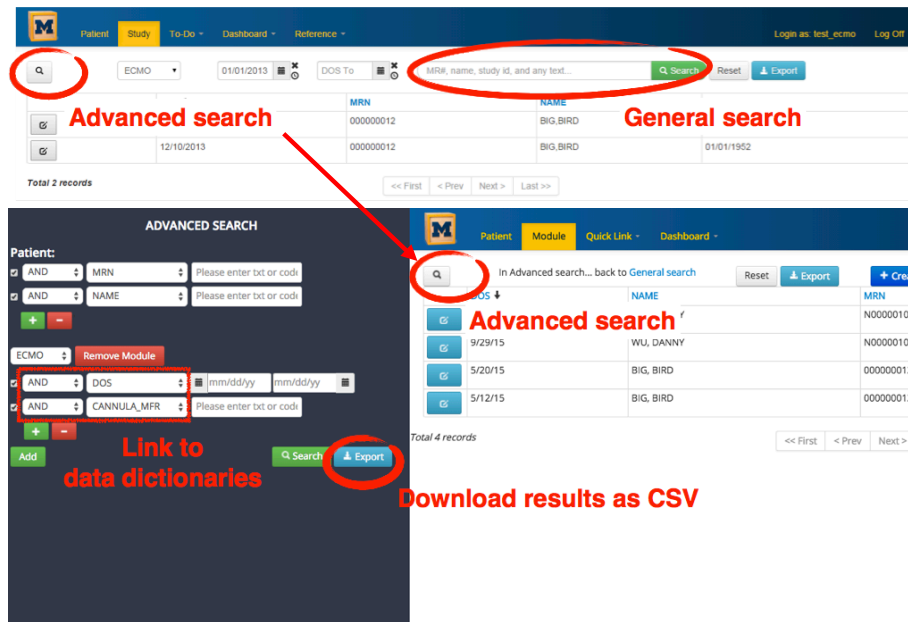 M Patient Study To-Do Dashboard Reference Login as: test_ecmo Log Off
ECMO 01/01/2013 DOS To MR#, name, study id, and any text... Search Reset Export
MRN NAME
Advanced search 000000012 BIG,BIRD General search
12/10/2013 000000012 BIG,BIRD 01/01/1952
Total 2 records << First < Prev Next > Last >>
ADVANCED SEARCH
Patient:
AND MRN Please enter txt or code
AND NAME Please enter txt or code
+ -
ECMO Remove Module
AND DOS mm/dd/yy mm/dd/yy
AND CANNULA_MFR Please enter txt or code
+ -
Add Search Export
Link to
data dictionaries
M Patient Module Quick Link Dashboard
In Advanced search... back to General search Reset Export + Crea
DOS NAME MRN
Advanced search N0000010
9/29/15 WU, DANNY N0000010
5/20/15 BIG, BIRD 00000001
5/12/15 BIG, BIRD 00000001
Total 4 records << First < Prev Next >
Download results as CSV